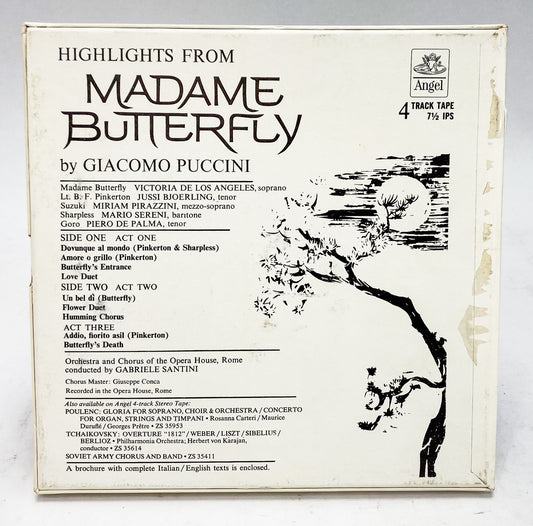 HIGHLIGHTS FROM
MADAME
BUTTERFLY
by GIACOMO PUCCINI
Angel
4 TRACK TAPE
7½ IPS
Madame Butterfly VICTORIA DE LOS ANGELES, soprano
Lt. B. F. Pinkerton JUSSI BJOERLING, tenor
Suzuki MIRIAM PIRAZZINI, mezzo-soprano
Sharpless MARIO SERENI, baritone
Goro PIERO DE PALMA, tenor
SIDE ONE ACT ONE
Dovunque al mondo (Pinkerton & Sharpless)
Amore o grillo (Pinkerton)
Butterfly's Entrance
Love Duet
SIDE TWO ACT TWO
Un bel dì (Butterfly)
Flower Duet
Humming Chorus
ACT THREE
Addio, fiorito asil (Pinkerton)
Butterfly's Death
Orchestra and Chorus of the Opera House, Rome
conducted by GABRIELE SANTINI
Chorus Master: Giuseppe Conca
Recorded in the Opera House, Rome
Also available on Angel 4-track Stereo Tape:
POULENC: GLORIA FOR SOPRANO, CHOIR & ORCHESTRA / CONCERTO
FOR ORGAN, STRINGS AND TIMPANI • Rosanna Carteri / Maurice
Duruflé / Georges Prêtre • ZS 35953
TCHAIKOVSKY: OVERTURE "1812" / WEBER / LISZT / SIBELIUS /
BERLIOZ • Philharmonia Orchestra; Herbert von Karajan,
conductor • ZS 35614
SOVIET ARMY CHORUS AND BAND • ZS 35411
A brochure with complete Italian / English texts is enclosed.